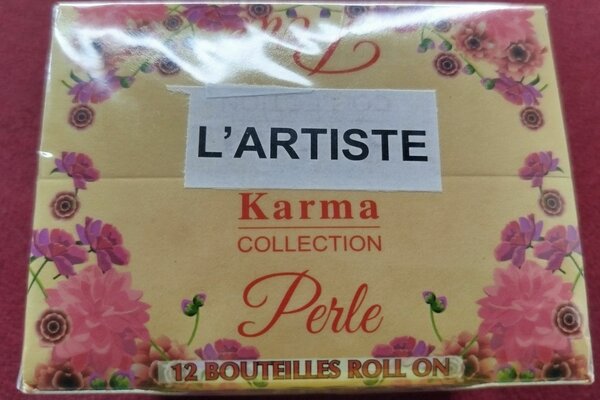 L'ARTISTE
Karma
COLLECTION
Perle
12 BOUTEILLES ROLL ON